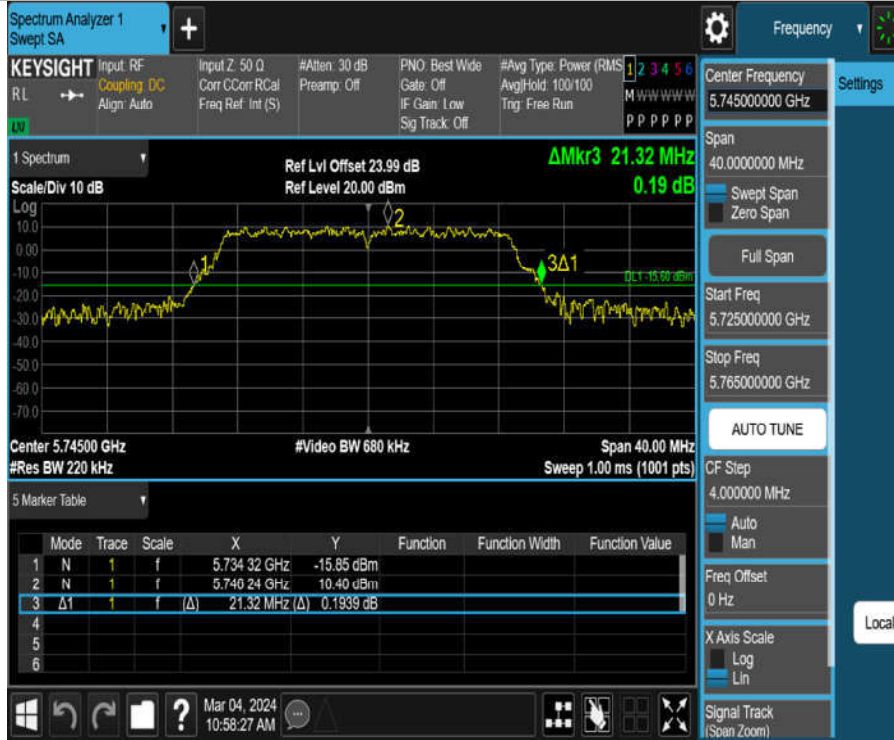 Spectrum Analyzer 1
Swept SA
Frequency
KEYSIGHT Input: RF Input Z: 50 Ω #Atten: 30 dB PNO: Best Wide #Avg Type: Power (RMS 1 2 3 4 5 6
RL Coupling: DC Corr CCorr RCal Preamp: Off Gate: Off Avg|Hold: 100/100 M W W W W W
Align: Auto Freq Ref: Int (S) IF Gain: Low Trig: Free Run
Sig Track: Off P P P P P P
LXI
1 Spectrum
Scale/Div 10 dB
Ref Lvl Offset 23.99 dB
Ref Level 20.00 dBm
ΔMkr3 21.32 MHz
0.19 dB
Log
10.0
0.00
-10.0
-20.0
-30.0
-40.0
-50.0
-60.0
-70.0
1
2
3Δ1
DL1 -15.60 dBm
Center 5.74500 GHz #Video BW 680 kHz Span 40.00 MHz
#Res BW 220 kHz Sweep 1.00 ms (1001 pts)
5 Marker Table
Mode Trace Scale X Y Function Function Width Function Value
1 N 1 f 5.734 32 GHz -15.85 dBm
2 N 1 f 5.746 24 GHz 10.40 dBm
3 Δ1 1 f (Δ) 21.32 MHz (Δ) 0.1939 dB
4
5
6
Mar 04, 2024
10:58:27 AM
?
Center Frequency
5.745000000 GHz
Span
40.0000000 MHz
Swept Span
Zero Span
Full Span
Start Freq
5.725000000 GHz
Stop Freq
5.765000000 GHz
AUTO TUNE
CF Step
4.000000 MHz
Auto
Man
Freq Offset
0 Hz
X Axis Scale
Log
Lin
Signal Track
(Span Zoom)
Settings
Local